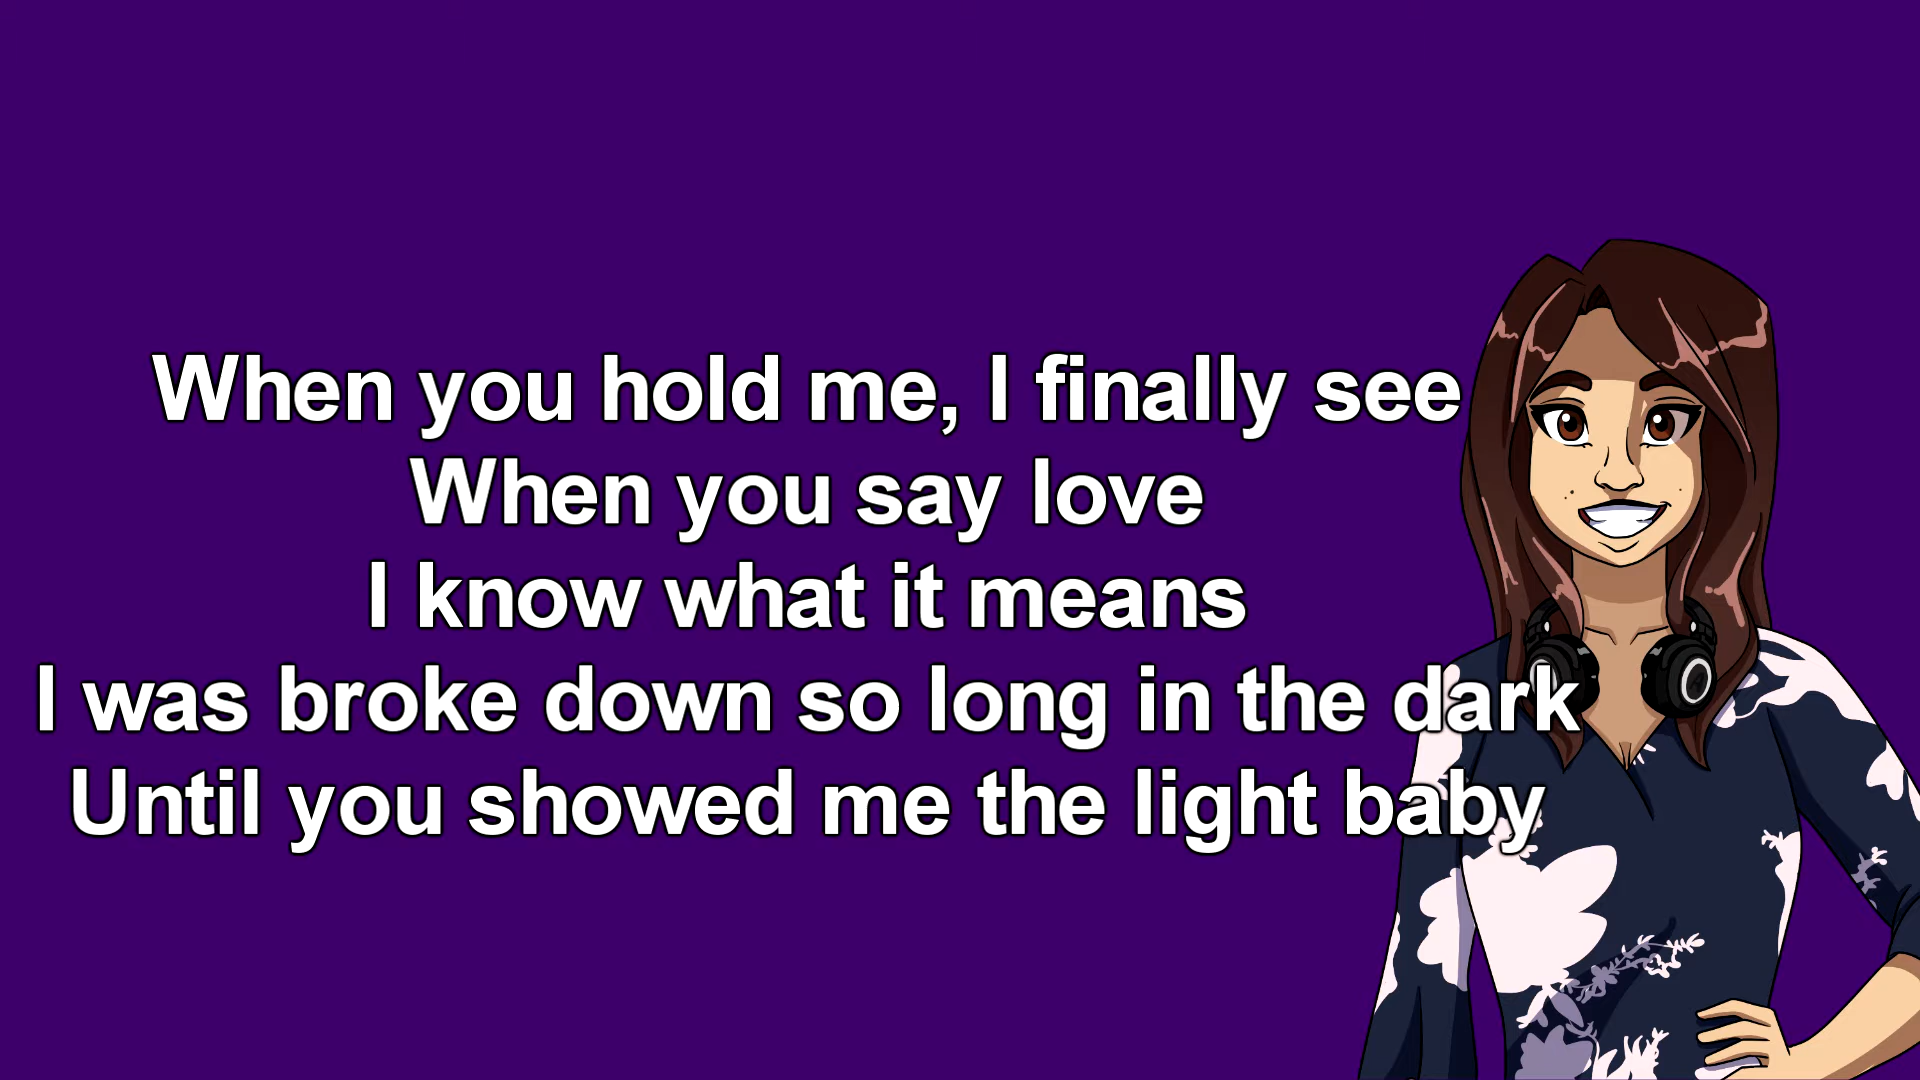 When you hold me, I finally see
When you say love
I know what it means
I was broke down so long in the dark
Until you showed me the light baby